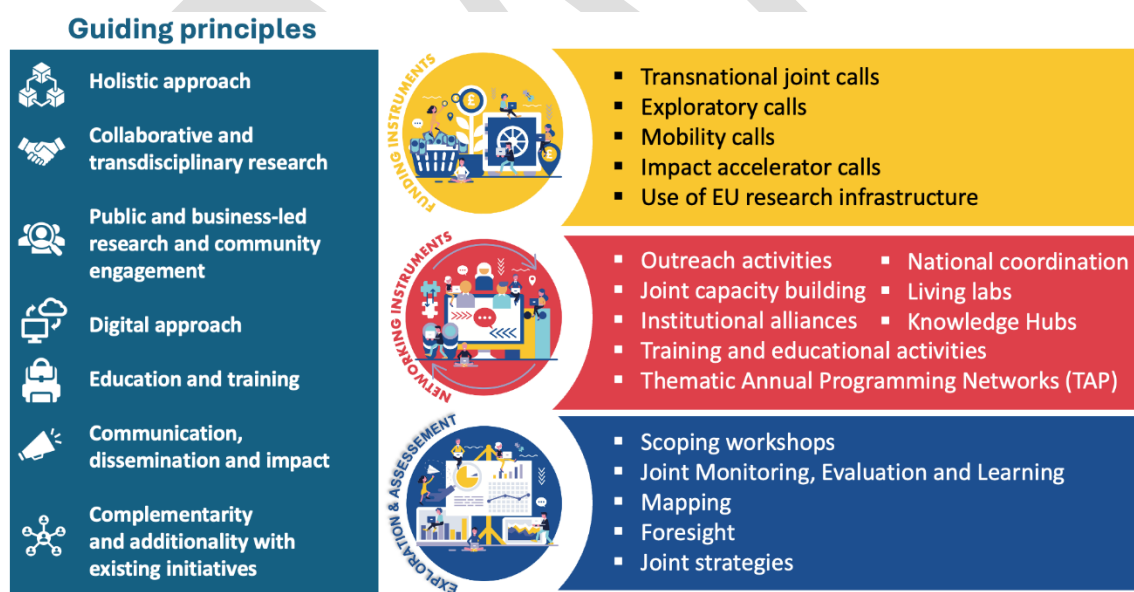 Guiding principles
Holistic approach
Collaborative and
transdisciplinary research
Public and business-led
research and community
engagement
Digital approach
Education and training
Communication,
dissemination and impact
Complementarity
and additionality with
existing initiatives
FUNDING INSTRUMENTS
▪ Transnational joint calls
▪ Exploratory calls
▪ Mobility calls
▪ Impact accelerator calls
▪ Use of EU research infrastructure
NETWORKING INSTRUMENTS
▪ Outreach activities
▪ Joint capacity building
▪ Institutional alliances
▪ National coordination
▪ Living labs
▪ Knowledge Hubs
▪ Training and educational activities
▪ Thematic Annual Programming Networks (TAP)
EXPLORATION & ASSESSMENT
▪ Scoping workshops
▪ Joint Monitoring, Evaluation and Learning
▪ Mapping
▪ Foresight
▪ Joint strategies